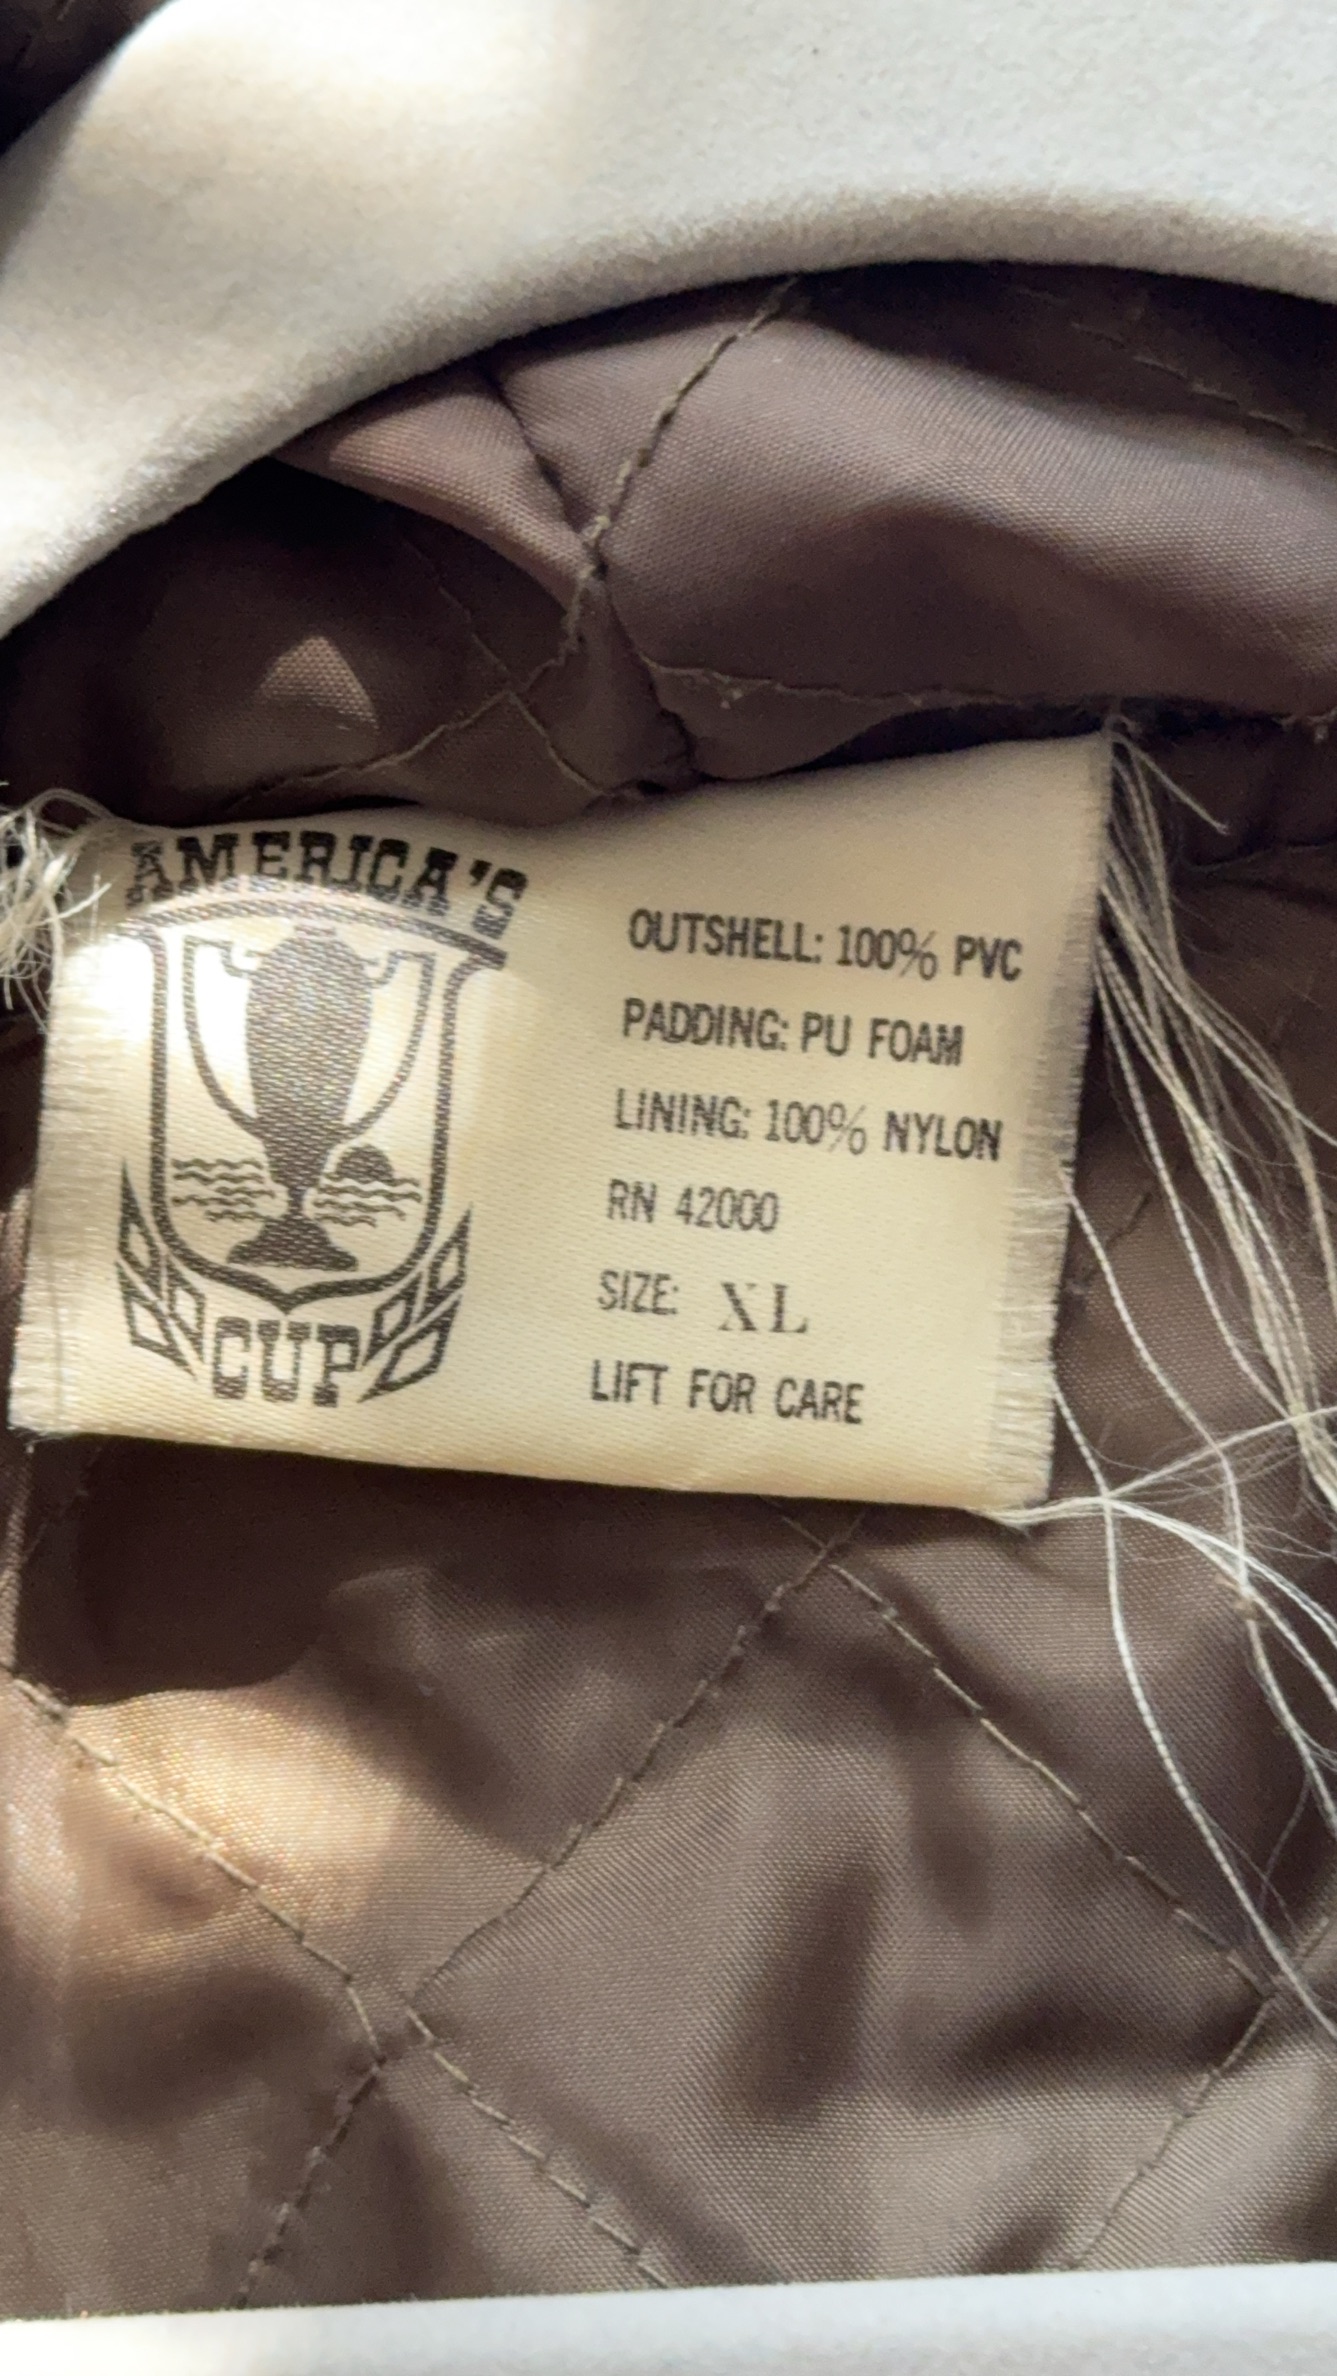 AMERICA'S
CUP
OUTSHELL: 100% PVC
PADDING: PU FOAM
LINING: 100% NYLON
RN 42000
SIZE: XL
LIFT FOR CARE